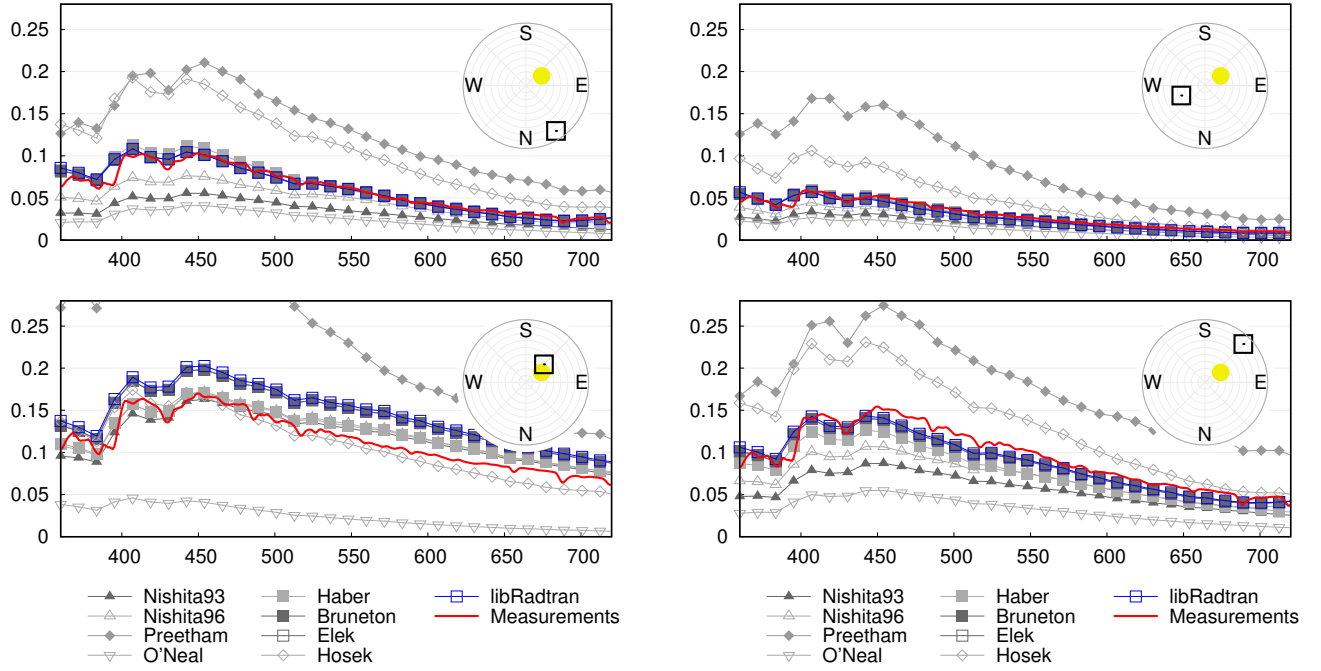 0.25
0.2
0.15
0.1
0.05
0
400 450 500 550 600 650 700
S
W E
N
0.25
0.2
0.15
0.1
0.05
0
400 450 500 550 600 650 700
S
W E
N
0.25
0.2
0.15
0.1
0.05
0
400 450 500 550 600 650 700
S
W E
N
0.25
0.2
0.15
0.1
0.05
0
400 450 500 550 600 650 700
S
W E
N
Nishita93 Haber libRadtran
Nishita96 Bruneton Measurements
Preetham Elek
O'Neal Hosek
Nishita93 Haber libRadtran
Nishita96 Bruneton Measurements
Preetham Elek
O'Neal Hosek